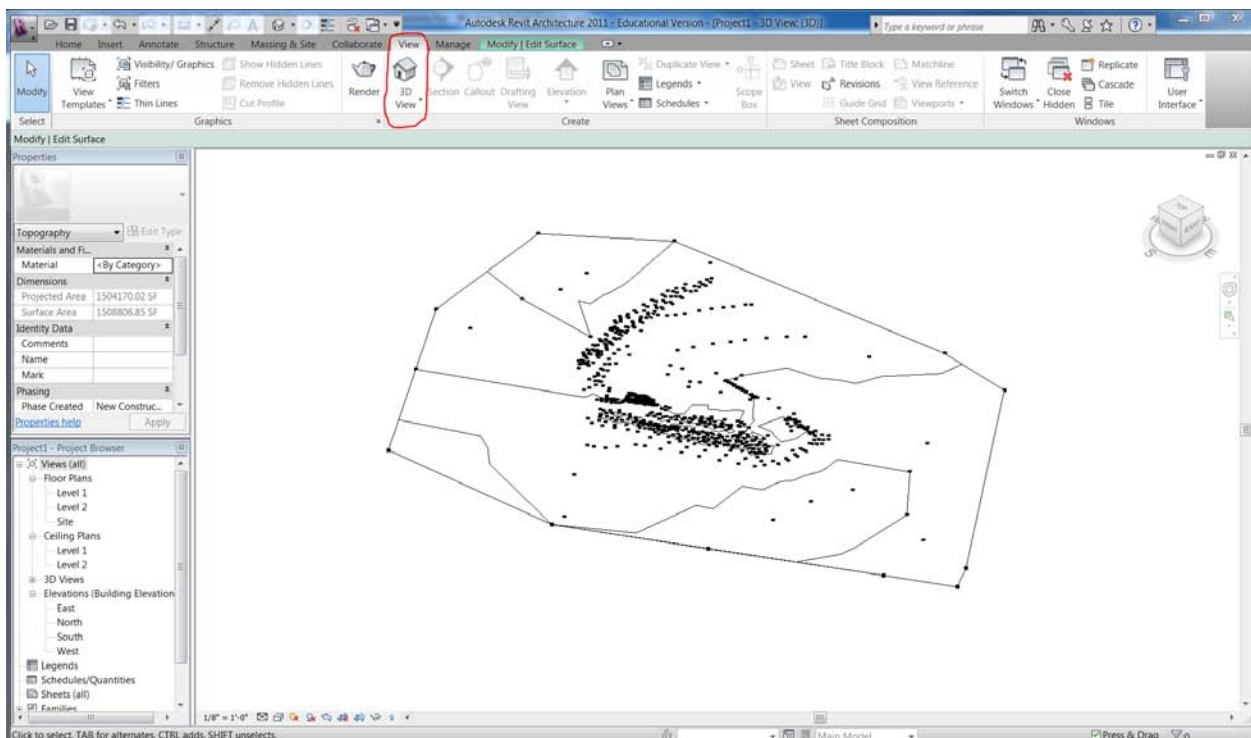 Autodesk Revit Architecture 2011 - Educational Version - [Project1 - 3D View: {3D}]
Type a keyword or phrase
Home Insert Annotate Structure Massing & Site Collaborate View Manage Modify | Edit Surface
Modify
View Templates
Visibility/ Graphics
Filters
Thin Lines
Show Hidden Lines
Remove Hidden Lines
Cut Profile
Render
3D View
Section
Callout
Drafting View
Elevation
Plan Views
Duplicate View
Legends
Schedules
Scope Box
Sheet
View
Title Block
Revisions
Guide Grid
Matchline
View Reference
Viewports
Switch Windows
Close Hidden
Replicate
Cascade
Tile
User Interface
Select Graphics Create Sheet Composition Windows
Modify | Edit Surface
Properties
Topography
Edit Type
Materials and Fi...
Material <By Category>
Dimensions
Projected Area 1504170.02 SF
Surface Area 1508806.85 SF
Identity Data
Comments
Name
Mark
Phasing
Phase Created New Construc...
Properties help Apply
Project1 - Project Browser
Views (all)
Floor Plans
Level 1
Level 2
Site
Ceiling Plans
Level 1
Level 2
3D Views
Elevations (Building Elevation
East
North
South
West
Legends
Schedules/Quantities
Sheets (all)
Families
1/8" = 1'-0"
Click to select, TAB for alternates, CTRL adds, SHIFT unselects.
Main Model
Press & Drag